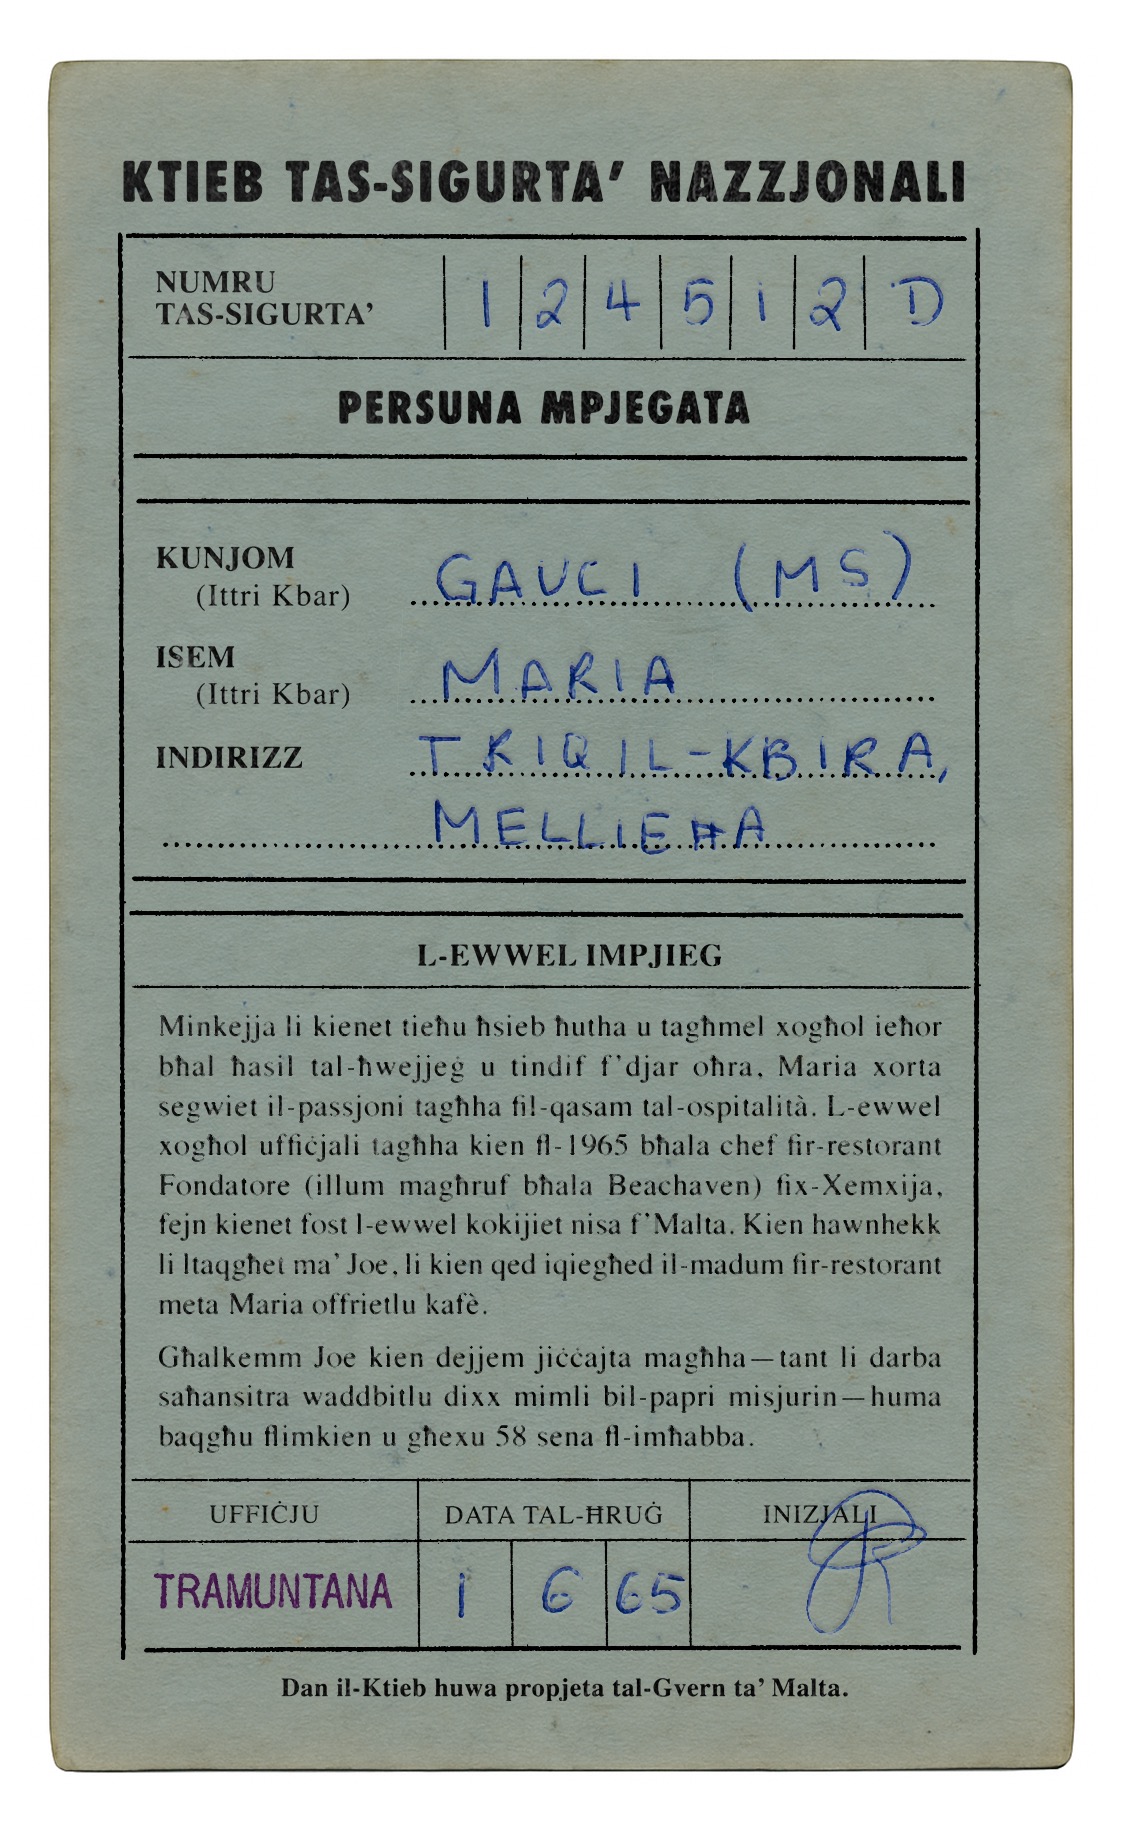 KTIEB TAS-SIGURTA' NAZZJONALI
NUMRU
TAS-SIGURTA'
1 2 4 5 1 2 D
PERSUNA MPJEGATA
KUNJOM
(Ittri Kbar)
GAUCI (MS)
ISEM
(Ittri Kbar)
MARIA
INDIRIZZ
TRIQ IL-KBIRA,
MELLIEĦA
L-EWWEL IMPJIEG
Minkejja li kienet tieħu ħsieb ħutha u tagħmel xogħol ieħor
bħal ħasil tal-ħwejjeġ u tindif f'djar oħra, Maria xorta
segwiet il-passjoni tagħha fil-qasam tal-ospitalità. L-ewwel
xogħol uffiċjali tagħha kien fl-1965 bħala chef fir-restorant
Fondatore (illum magħruf bħala Beachaven) fix-Xemxija,
fejn kienet fost l-ewwel kokijiet nisa f'Malta. Kien hawnhekk
li ltaqgħet ma' Joe, li kien qed iqiegħed il-madum fir-restorant
meta Maria offrietlu kafè.
Għalkemm Joe kien dejjem jiċċajta magħha—tant li darba
saħansitra waddbitlu dixx mimli bil-papri misjurin—huma
baqgħu flimkien u għexu 58 sena fl-imħabba.
UFFIĊJU
DATA TAL-ĦRUĠ
INIZJALI
TRAMUNTANA
1 6 65
Dan il-Ktieb huwa propjeta tal-Gvern ta' Malta.